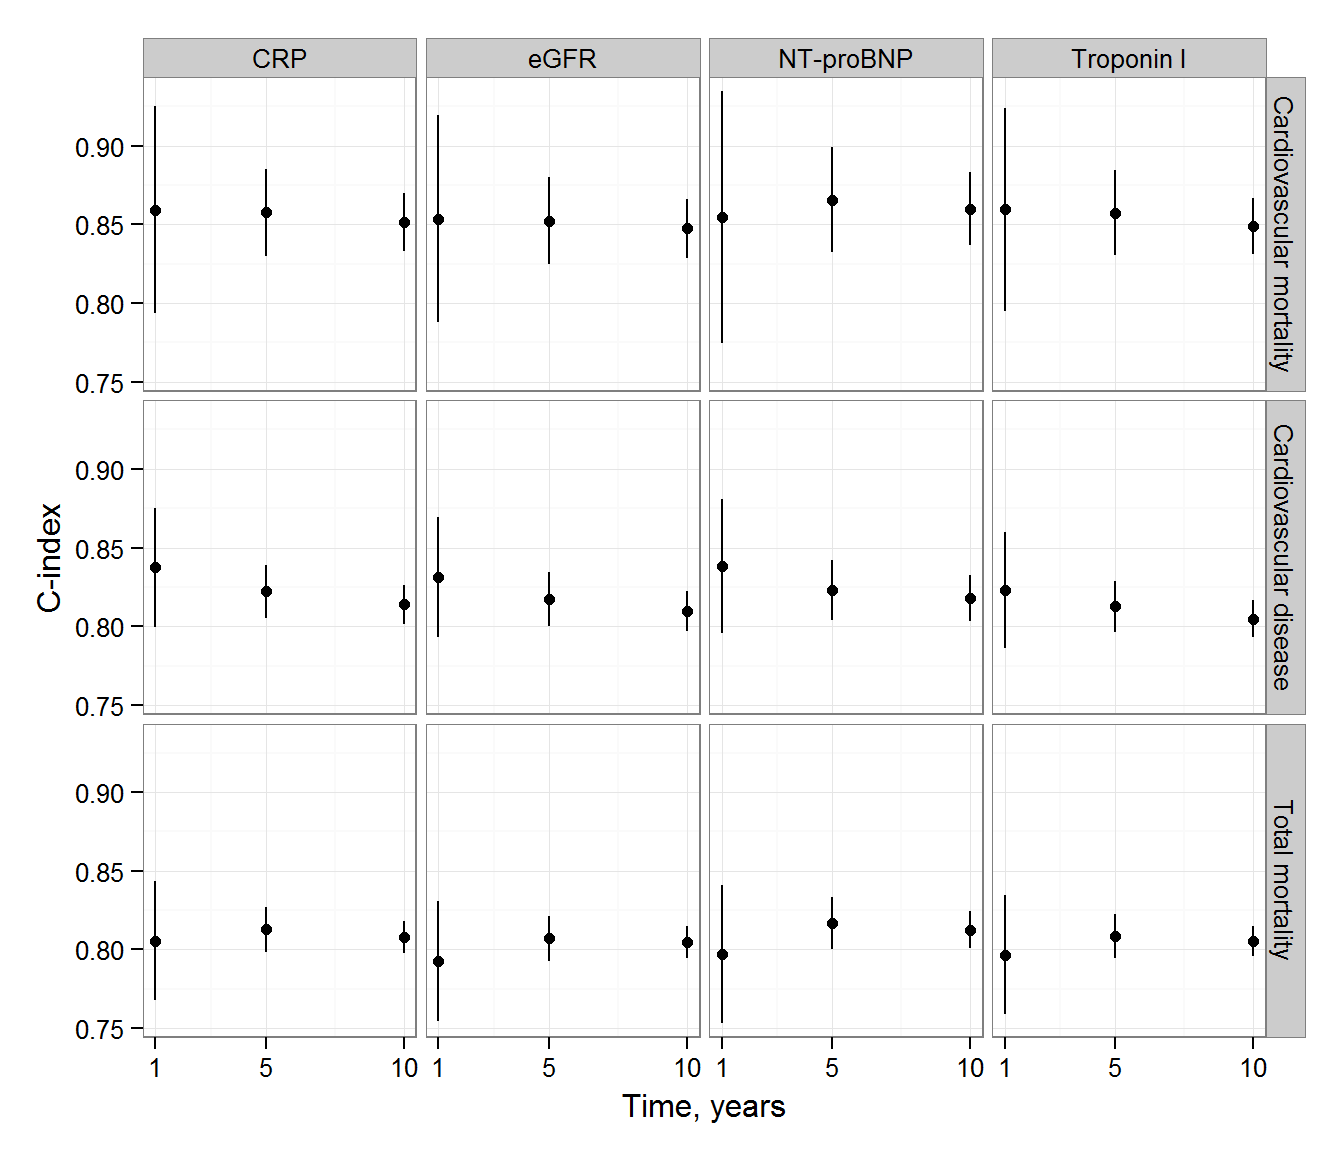 CRP
eGFR
NT-proBNP
Troponin I
0.90
0.85
0.80
0.75
Cardiovascular mortality
0.90
0.85
0.80
0.75
Cardiovascular disease
C-index
0.90
0.85
0.80
0.75
Total mortality
1 5 10
1 5 10
1 5 10
1 5 10
Time, years